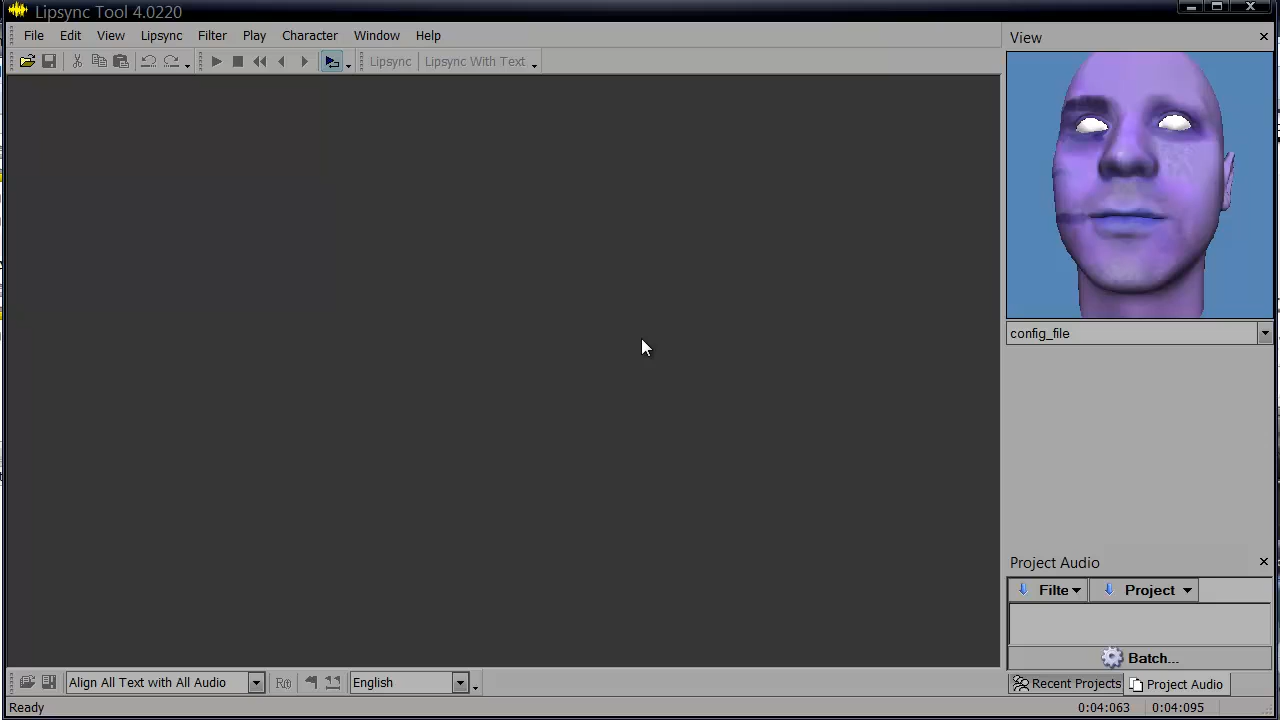 Lipsync Tool 4.0220
File Edit View Lipsync Filter Play Character Window Help
Lipsync Lipsync With Text
View
config_file
Project Audio
Filte Project
Batch...
Recent Projects Project Audio
Align All Text with All Audio English
Ready 0:04:063 0:04:095